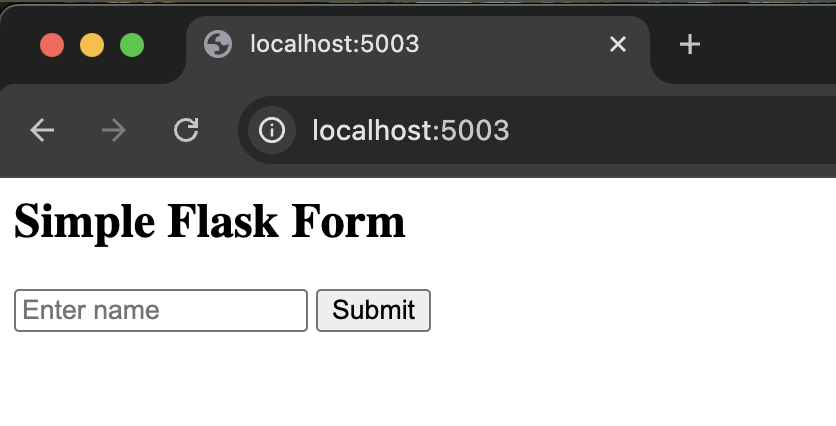 localhost:5003
localhost:5003
Simple Flask Form
Enter name Submit